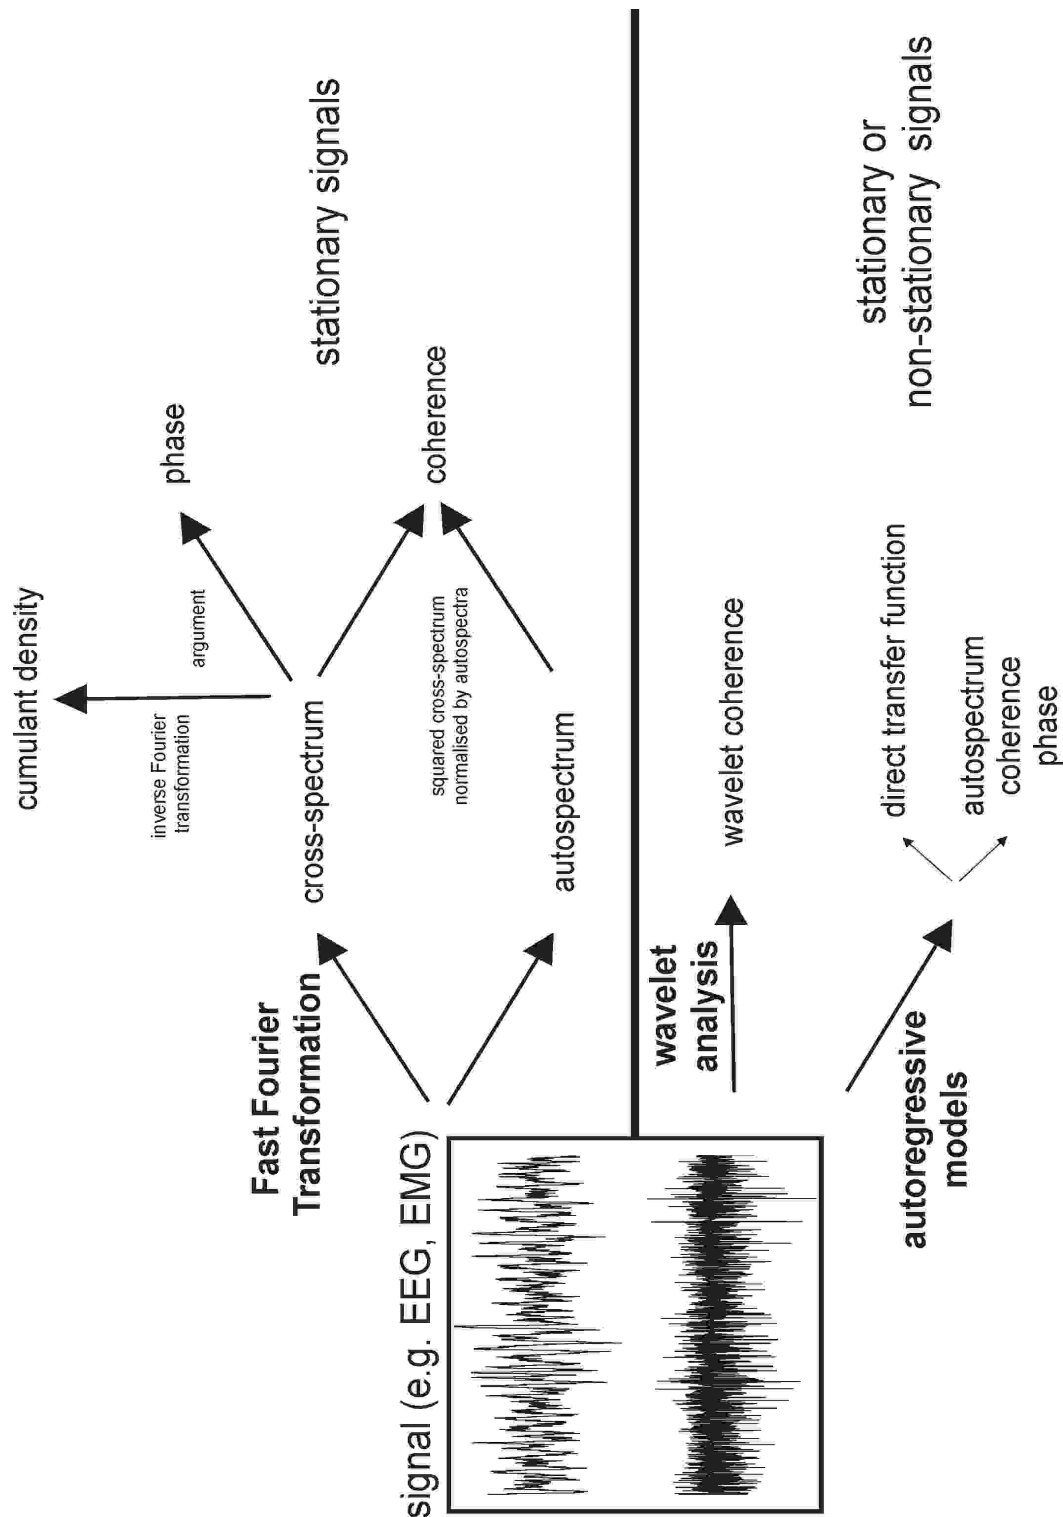 signal (e.g. EEG, EMG)
Fast Fourier
Transformation
cross-spectrum
autospectrum
inverse Fourier
transformation
cumulant density
argument
phase
squared cross-spectrum
normalised by autospectra
coherence
stationary signals
wavelet
analysis
wavelet coherence
autoregressive
models
direct transfer function
autospectrum
coherence
phase
stationary or
non-stationary signals